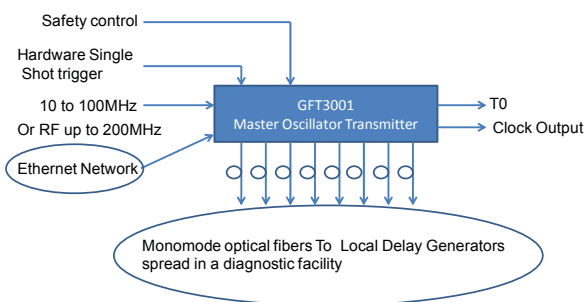 Safety control
Hardware Single
Shot trigger
10 to 100MHz
Or RF up to 200MHz
Ethernet Network
GFT3001
Master Oscillator Transmitter
T0
Clock Output
Monomode optical fibers To Local Delay Generators
spread in a diagnostic facility